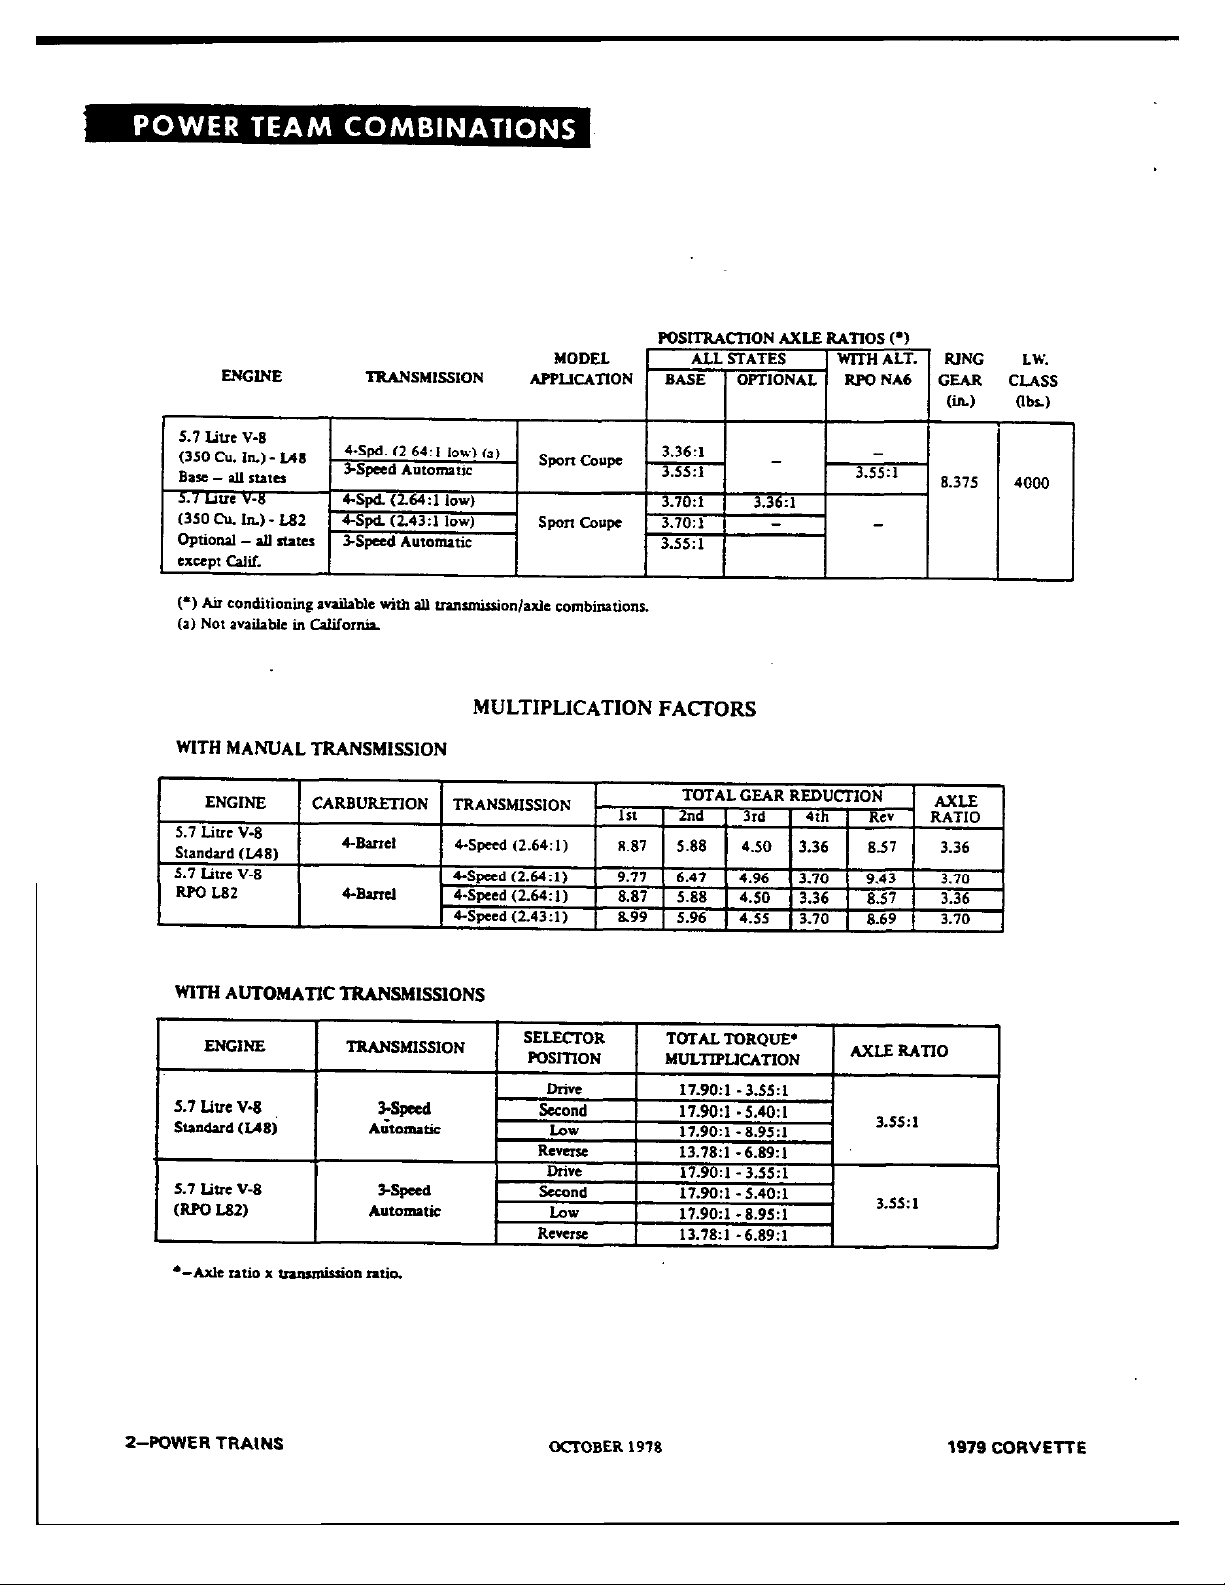 POWER TEAM COMBINATIONS
POSITRACTION AXLE RATIOS (*)
MODEL ALL STATES WITH ALT. RING I.W.
ENGINE TRANSMISSION APPLICATION BASE OPTIONAL RPO NA6 GEAR CLASS
(in.) (lbs.)
5.7 Litre V-8
(350 Cu. In.) - L48 4-Spd. (2 64:1 low) (a) Sport Coupe 3.36:1 – –
Base – all states 3-Speed Automatic 3.55:1 3.55:1 8.375 4000
5.7 Litre V-8 4-Spd. (2.64:1 low) 3.70:1 3.36:1
(350 Cu. In.) - L82 4-Spd. (2.43:1 low) Sport Coupe 3.70:1 – –
Optional – all states 3-Speed Automatic 3.55:1
except Calif.
(*) Air conditioning available with all transmission/axle combinations.
(a) Not available in California.
MULTIPLICATION FACTORS
WITH MANUAL TRANSMISSION
ENGINE CARBURETION TRANSMISSION TOTAL GEAR REDUCTION AXLE
1st 2nd 3rd 4th Rev RATIO
5.7 Litre V-8
Standard (L48) 4-Barrel 4-Speed (2.64:1) 8.87 5.88 4.50 3.36 8.57 3.36
5.7 Litre V-8 4-Speed (2.64:1) 9.77 6.47 4.96 3.70 9.43 3.70
RPO L82 4-Barrel 4-Speed (2.64:1) 8.87 5.88 4.50 3.36 8.57 3.36
4-Speed (2.43:1) 8.99 5.96 4.55 3.70 8.69 3.70
WITH AUTOMATIC TRANSMISSIONS
ENGINE TRANSMISSION SELECTOR TOTAL TORQUE* AXLE RATIO
POSITION MULTIPLICATION
Drive 17.90:1 - 3.55:1
5.7 Litre V-8 3-Speed Second 17.90:1 - 5.40:1 3.55:1
Standard (L48) Automatic Low 17.90:1 - 8.95:1
Reverse 13.78:1 - 6.89:1
Drive 17.90:1 - 3.55:1
5.7 Litre V-8 3-Speed Second 17.90:1 - 5.40:1 3.55:1
(RPO L82) Automatic Low 17.90:1 - 8.95:1
Reverse 13.78:1 - 6.89:1
*–Axle ratio x transmission ratio.
2–POWER TRAINS OCTOBER 1978 1979 CORVETTE